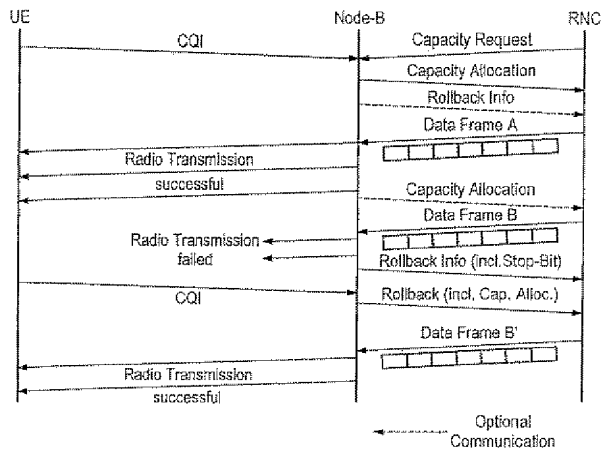 UE Node-B RNC
CQI Capacity Request
Capacity Allocation
Rollback Info
Data Frame A
Radio Transmission
successful
Capacity Allocation
Data Frame B
Radio Transmission
failed
Rollback Info (incl.Stop-Bit)
CQI
Rollback (incl. Cap. Alloc.)
Data Frame B'
Radio Transmission
successful
Optional
Communication